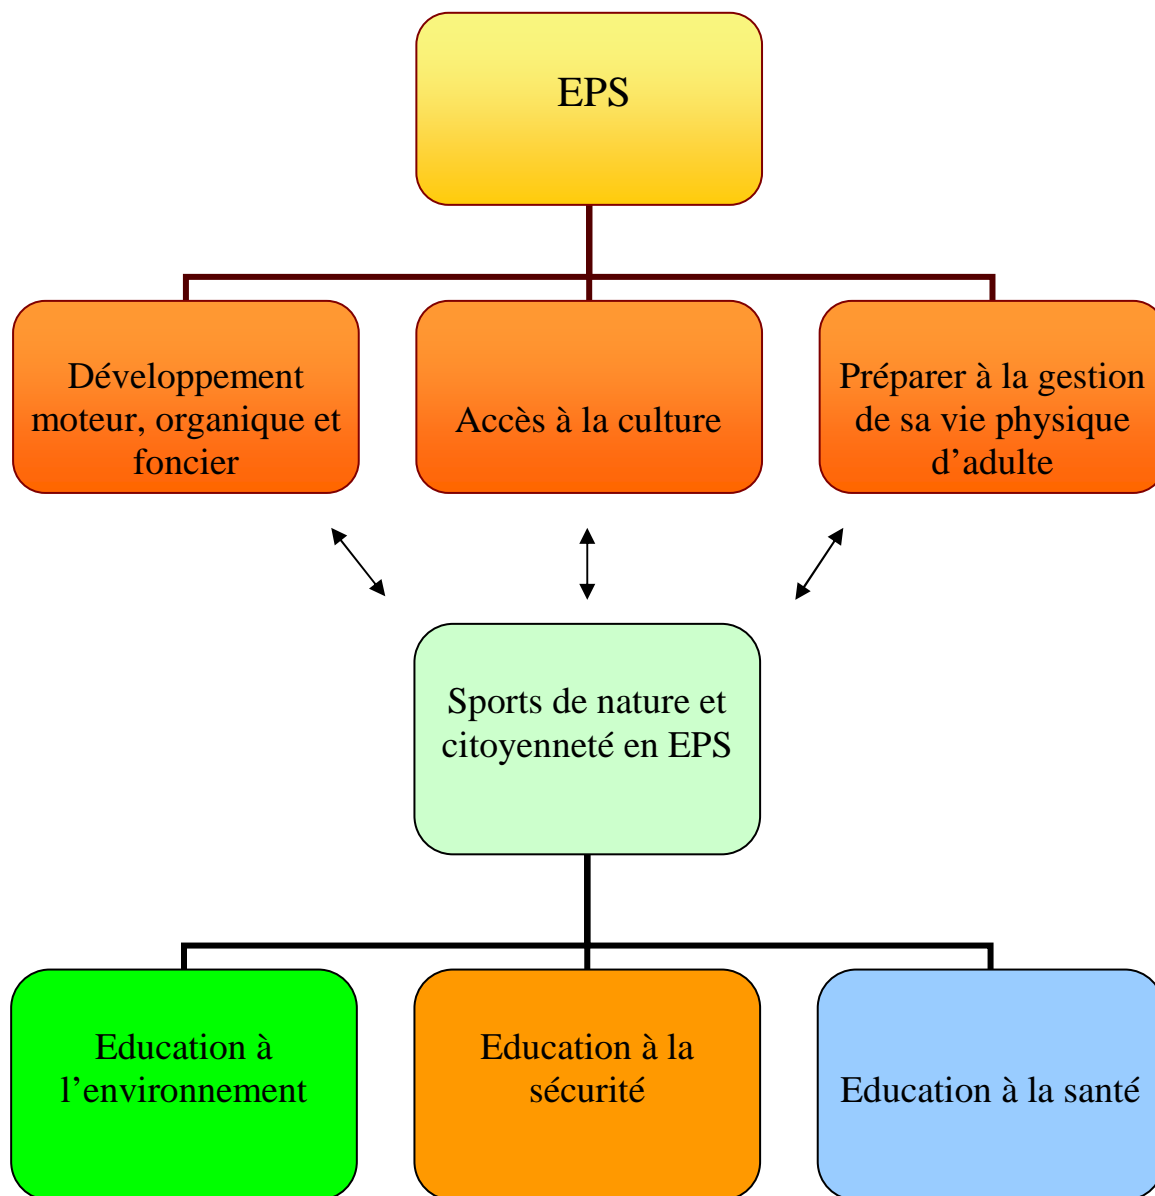 EPS
Développement
moteur, organique et
foncier
Accès à la culture
Préparer à la gestion
de sa vie physique
d’adulte
Sports de nature et
citoyenneté en EPS
Education à
l’environnement
Education à la
sécurité
Education à la santé